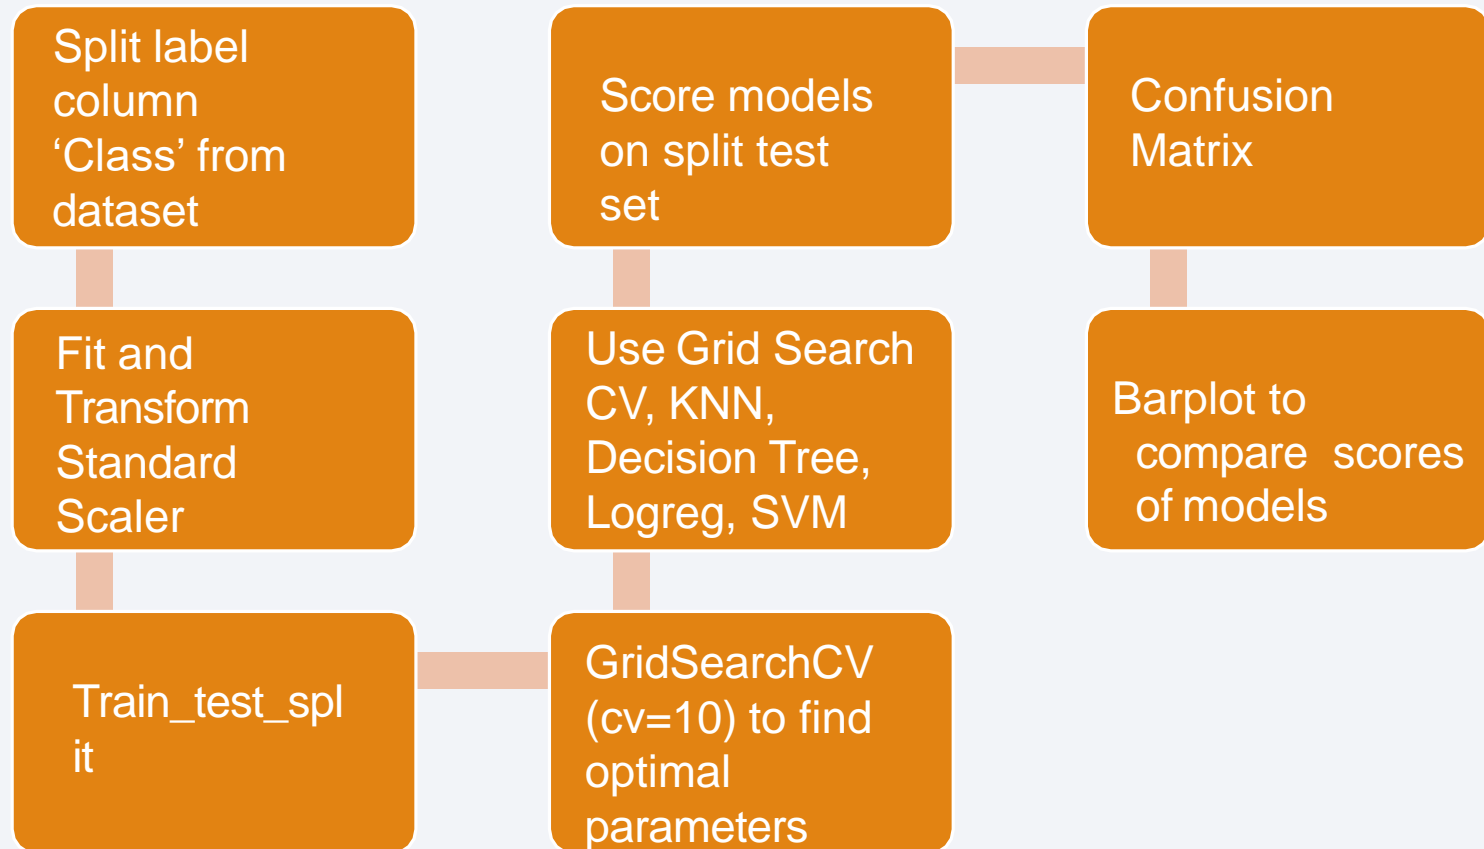 Split label
column
‘Class’ from
dataset
Fit and
Transform
Standard
Scaler
Train_test_spl
it
GridSearchCV
(cv=10) to find
optimal
parameters
Use Grid Search
CV, KNN,
Decision Tree,
Logreg, SVM
Score models
on split test
set
Confusion
Matrix
Barplot to
compare scores
of models